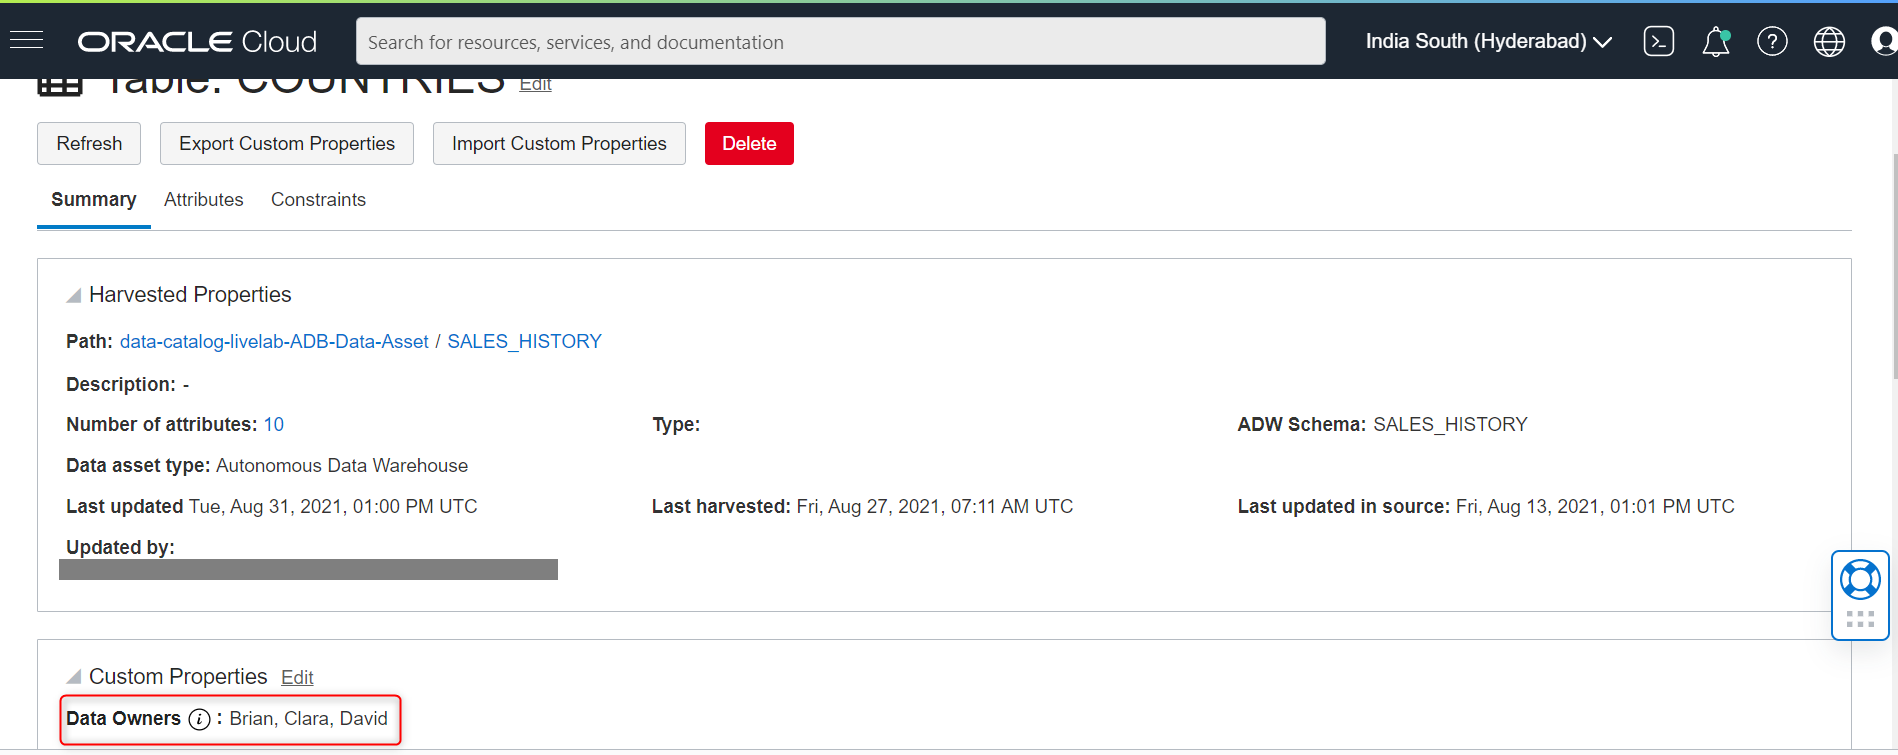 ORACLE Cloud
Search for resources, services, and documentation
India South (Hyderabad)
Table: COUNTRIES Edit
Refresh Export Custom Properties Import Custom Properties Delete
Summary Attributes Constraints
Harvested Properties
Path: data-catalog-livelab-ADB-Data-Asset / SALES_HISTORY
Description: -
Number of attributes: 10 Type: ADW Schema: SALES_HISTORY
Data asset type: Autonomous Data Warehouse
Last updated Tue, Aug 31, 2021, 01:00 PM UTC Last harvested: Fri, Aug 27, 2021, 07:11 AM UTC Last updated in source: Fri, Aug 13, 2021, 01:01 PM UTC
Updated by:
Custom Properties Edit
Data Owners i : Brian, Clara, David